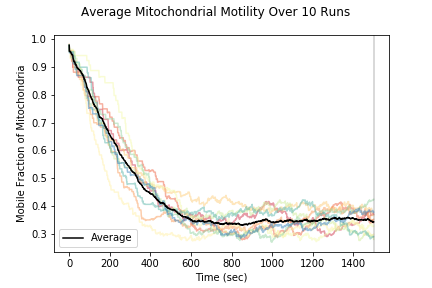 Average Mitochondrial Motility Over 10 Runs
Mobile Fraction of Mitochondria
1.0
0.9
0.8
0.7
0.6
0.5
0.4
0.3
Average
0 200 400 600 800 1000 1200 1400
Time (sec)